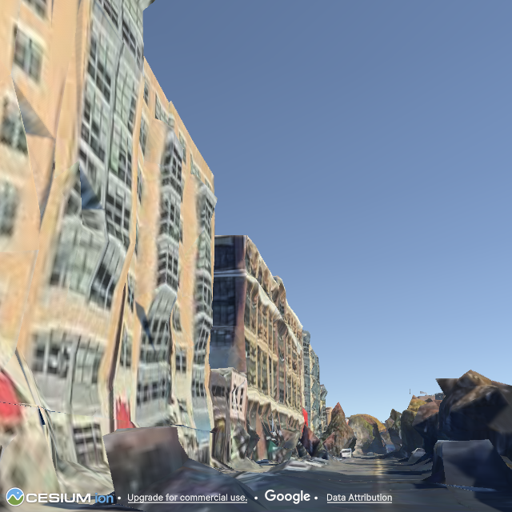 CESIUM ion • Upgrade for commercial use. • Google • Data Attribution